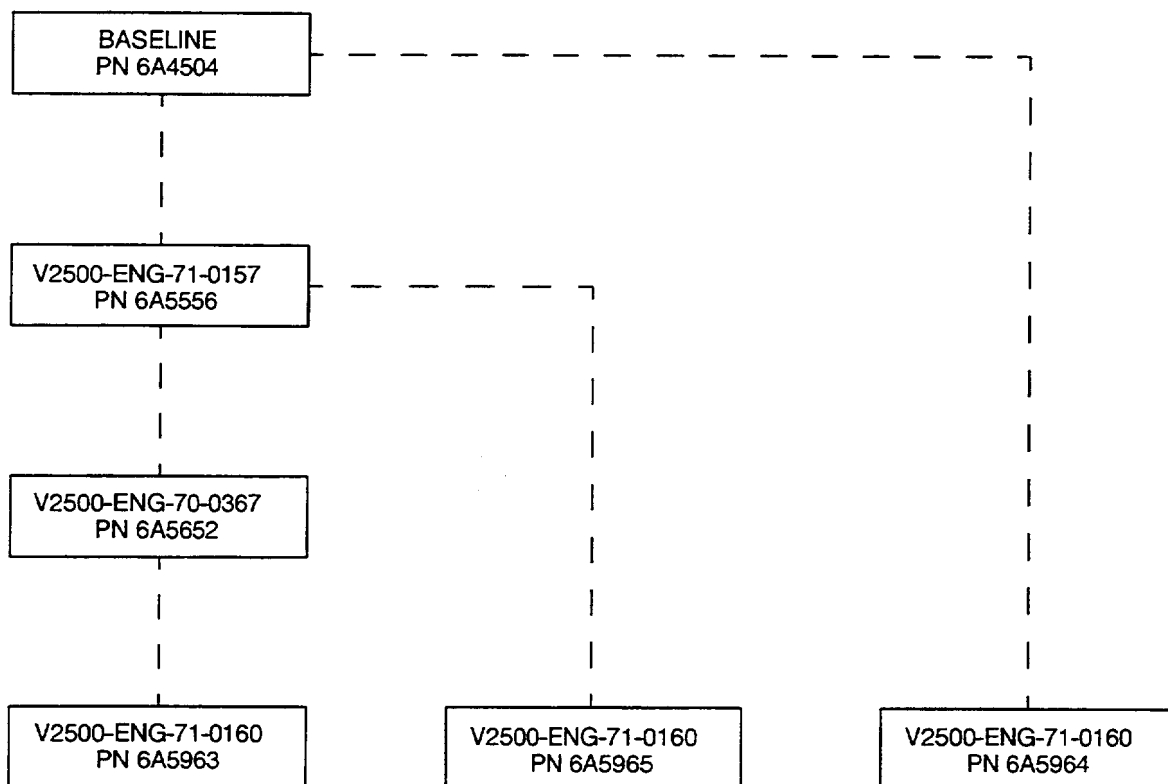 BASELINE
PN 6A4504
V2500-ENG-71-0157
PN 6A5556
V2500-ENG-70-0367
PN 6A5652
V2500-ENG-71-0160
PN 6A5963
V2500-ENG-71-0160
PN 6A5965
V2500-ENG-71-0160
PN 6A5964